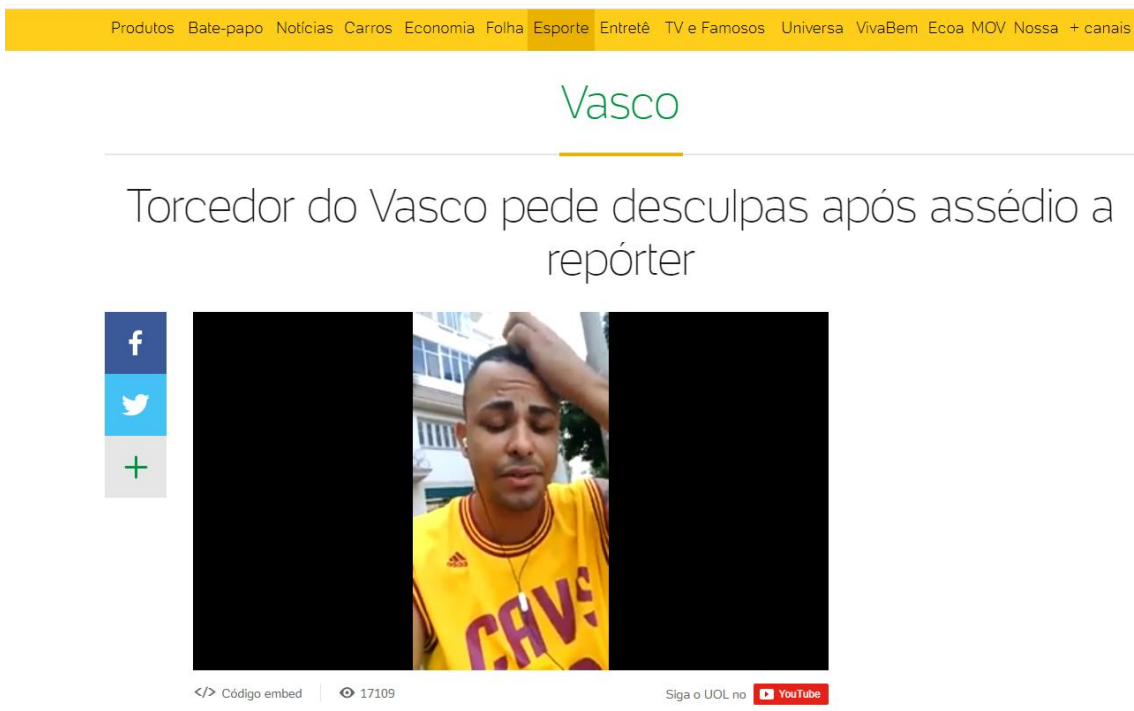 Produtos Bate-papo Notícias Carros Economia Folha Esporte Entretê TV e Famosos Universa VivaBem Ecoa MOV Nossa + canais
Vasco
Torcedor do Vasco pede desculpas após assédio a
repórter
f
+
adidas
CAVS
</> Código embed 17109 Siga o UOL no YouTube